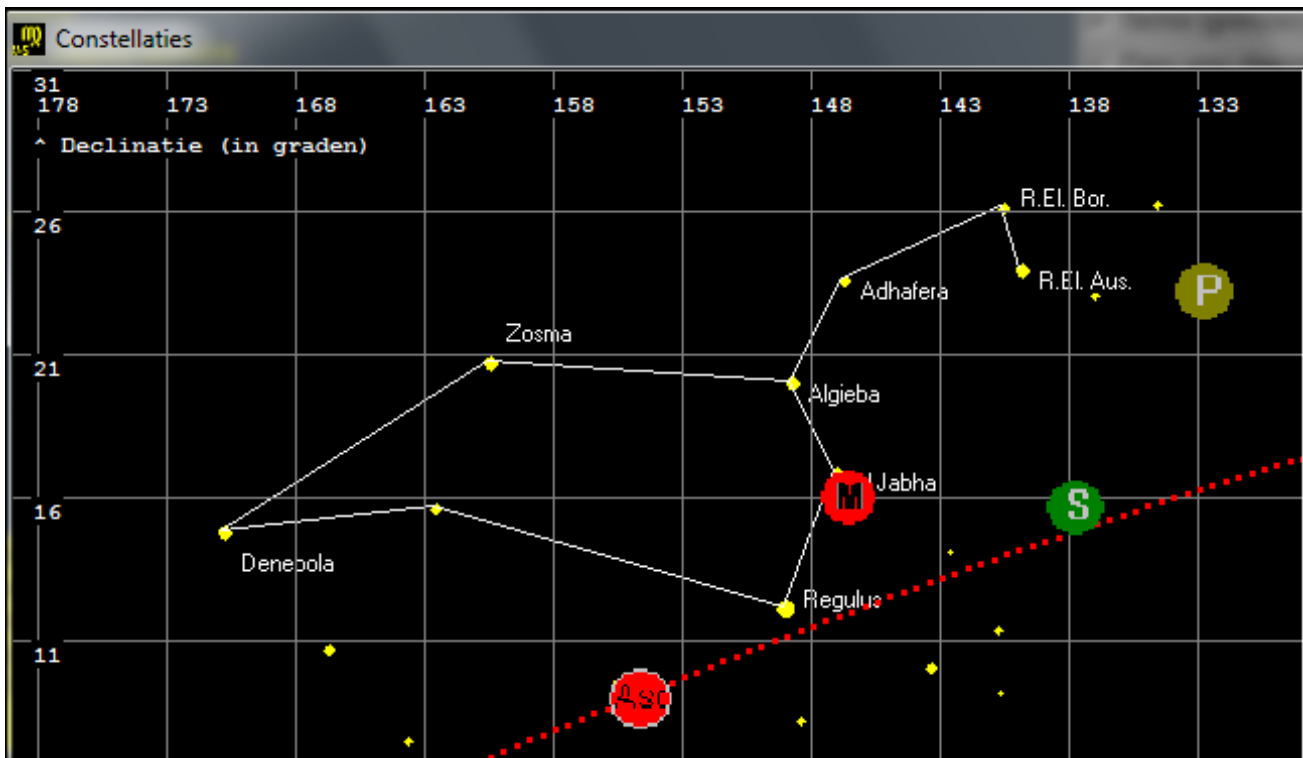 Constellaties
31
178 173 168 163 158 153 148 143 138 133
^ Declinatie (in graden)
R.El. Bor.
26
R.El. Aus.
P
Adhafera
Zosma
21
Algieba
Jabha
M
S
16
Denebola
Regulus
11
Asc